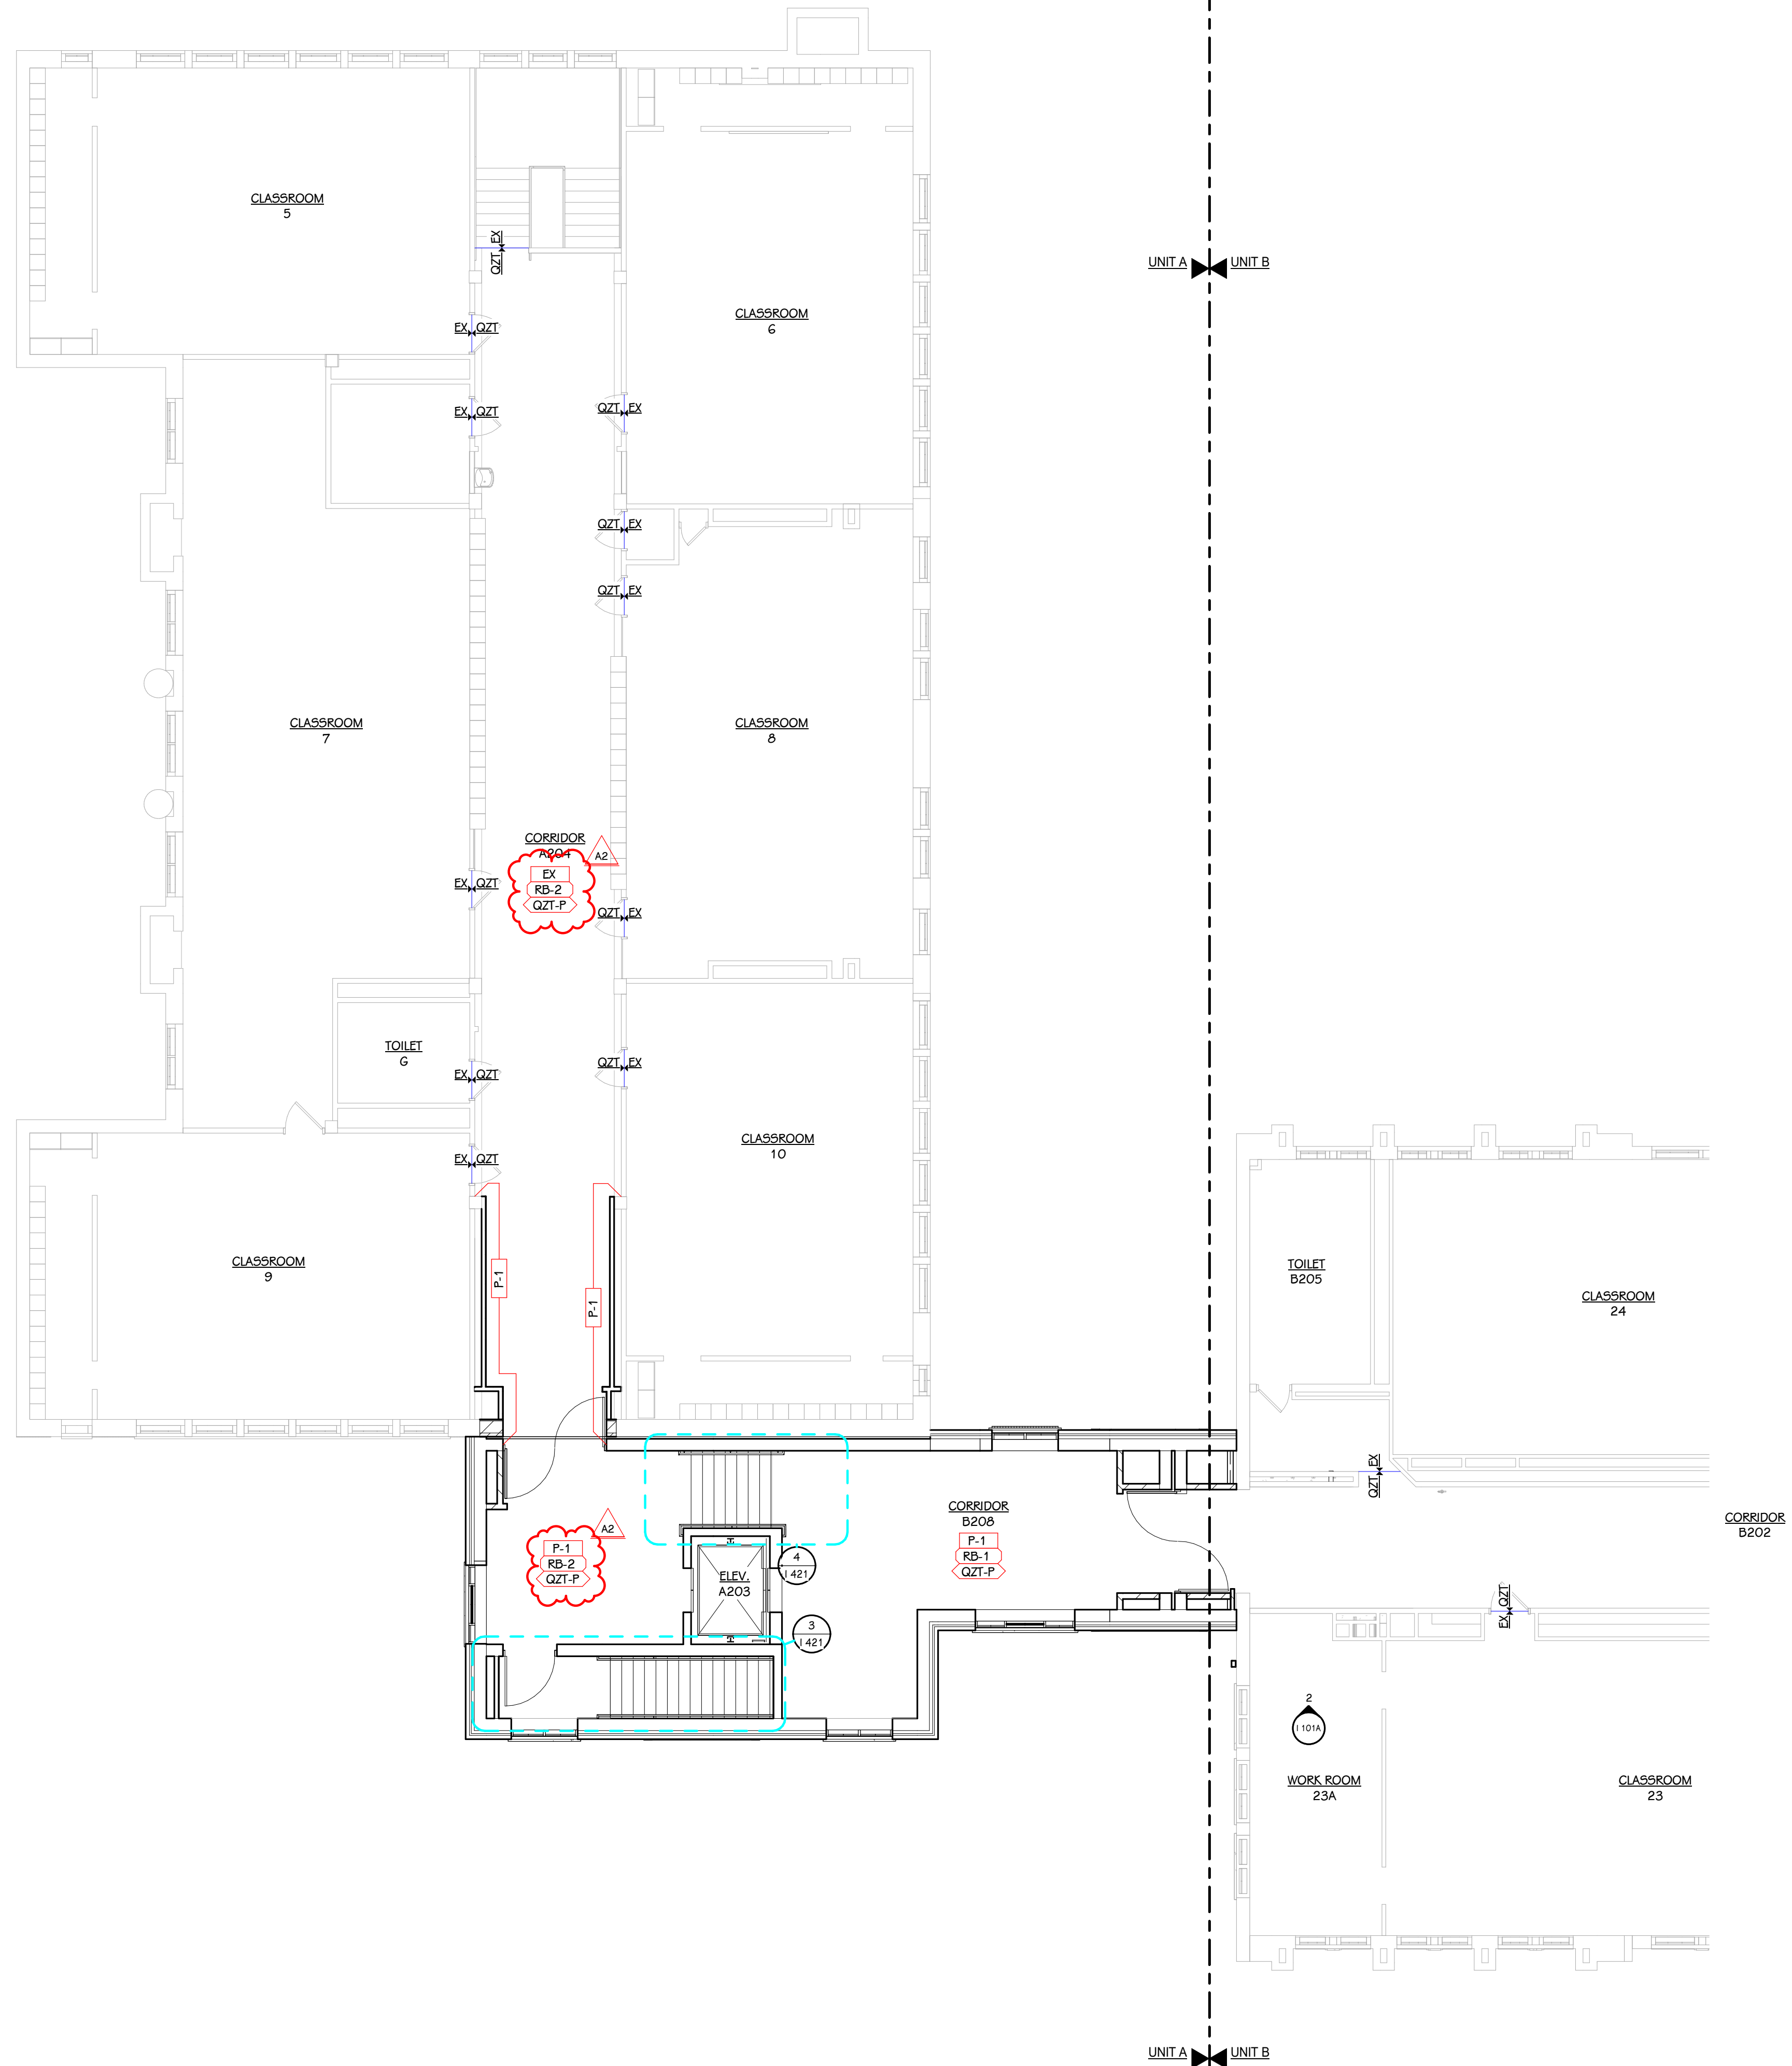 CLASSROOM
5
EX
QZT
UNIT A
UNIT B
CLASSROOM
6
EX QZT
EX QZT
QZT EX
QZT EX
QZT EX
CLASSROOM
7
CLASSROOM
8
CORRIDOR
A204
A2
EX
RB-2
QZT-P
EX QZT
QZT EX
TOILET
G
EX QZT
QZT EX
CLASSROOM
10
EX QZT
CLASSROOM
9
P-1
P-1
TOILET
B205
CLASSROOM
24
EX
QZT
CORRIDOR
B208
P-1
RB-1
QZT-P
CORRIDOR
B202
A2
P-1
RB-2
QZT-P
ELEV.
A203
4
I 421
3
I 421
QZT
EX
2
I 101A
WORK ROOM
23A
CLASSROOM
23
UNIT A
UNIT B